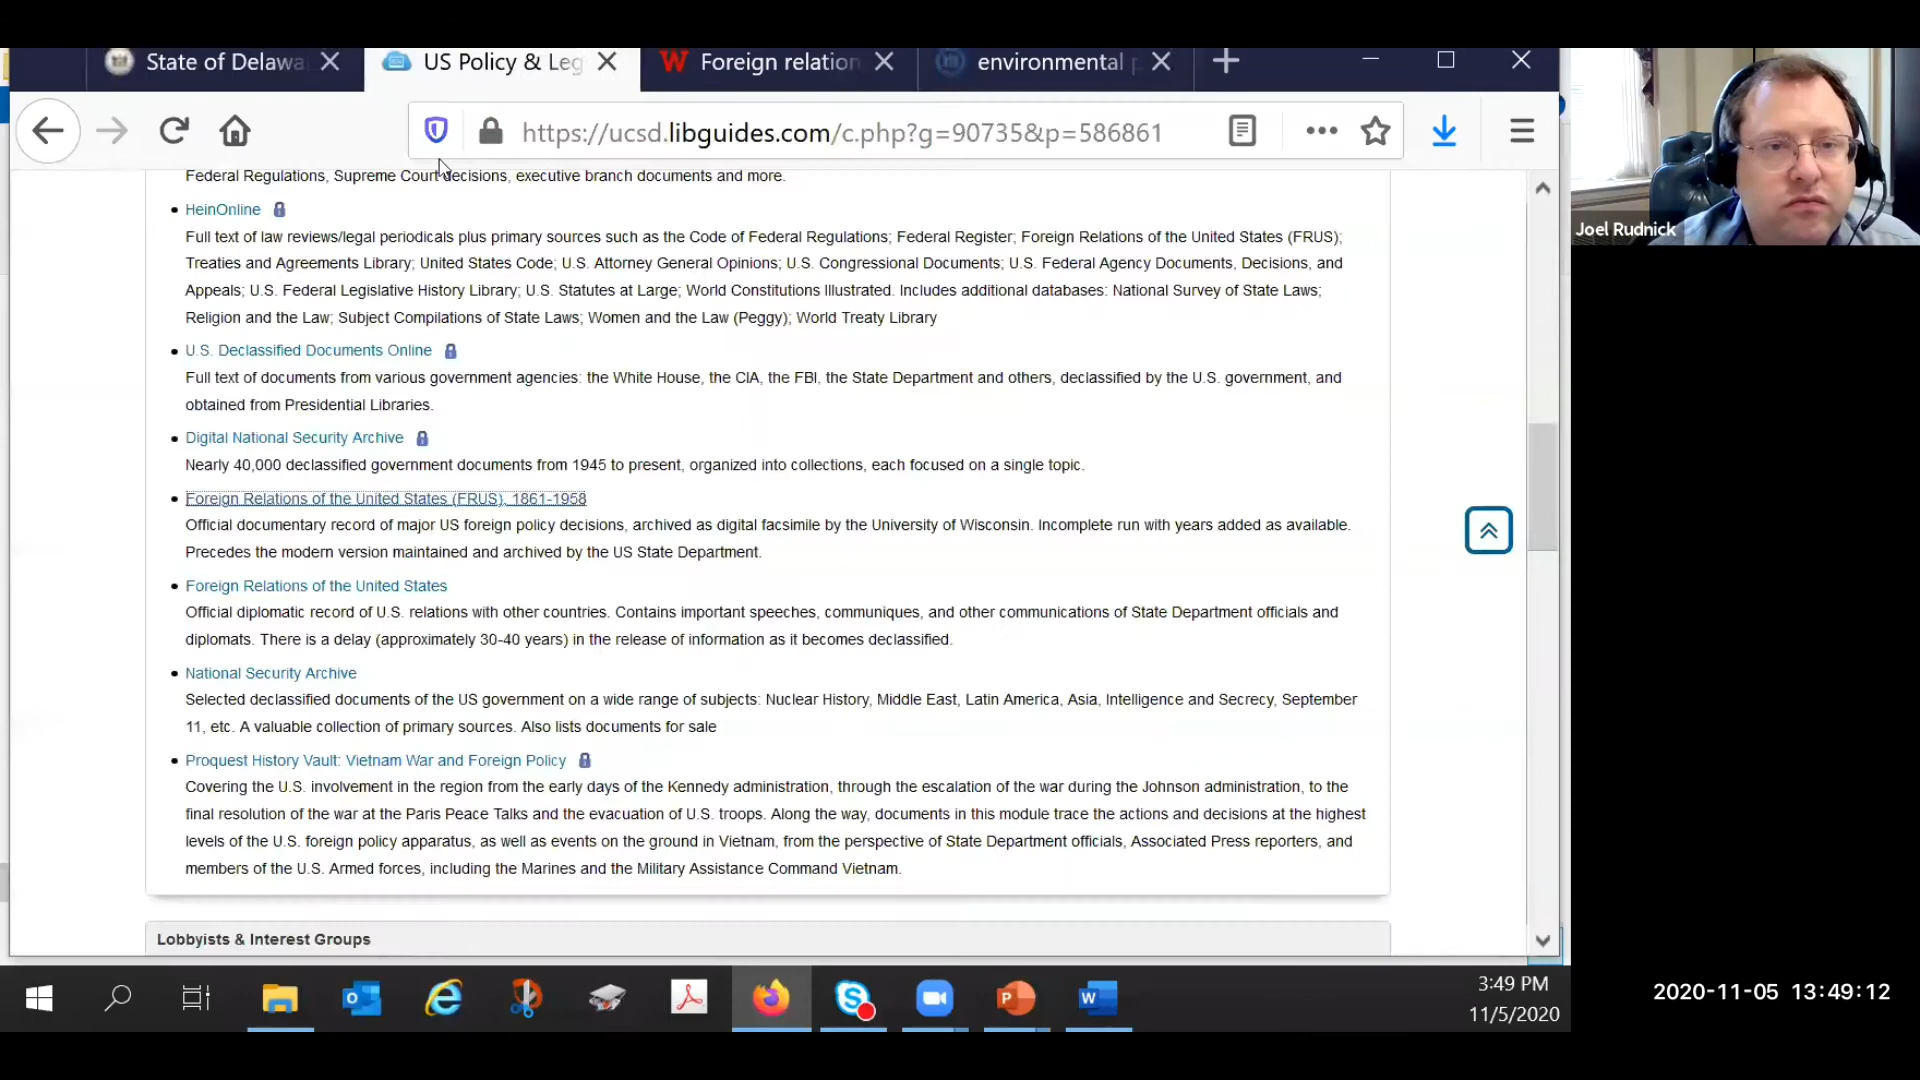 State of Delawa
US Policy & Leg
Foreign relation
environmental p
https://ucsd.libguides.com/c.php?g=90735&p=586861
Federal Regulations, Supreme Court decisions, executive branch documents and more.
HeinOnline
Full text of law reviews/legal periodicals plus primary sources such as the Code of Federal Regulations; Federal Register; Foreign Relations of the United States (FRUS);
Treaties and Agreements Library; United States Code; U.S. Attorney General Opinions; U.S. Congressional Documents; U.S. Federal Agency Documents, Decisions, and
Appeals; U.S. Federal Legislative History Library; U.S. Statutes at Large; World Constitutions Illustrated. Includes additional databases: National Survey of State Laws;
Religion and the Law; Subject Compilations of State Laws; Women and the Law (Peggy); World Treaty Library
U.S. Declassified Documents Online
Full text of documents from various government agencies: the White House, the CIA, the FBI, the State Department and others, declassified by the U.S. government, and
obtained from Presidential Libraries.
Digital National Security Archive
Nearly 40,000 declassified government documents from 1945 to present, organized into collections, each focused on a single topic.
Foreign Relations of the United States (FRUS), 1861-1958
Official documentary record of major US foreign policy decisions, archived as digital facsimile by the University of Wisconsin. Incomplete run with years added as available.
Precedes the modern version maintained and archived by the US State Department.
Foreign Relations of the United States
Official diplomatic record of U.S. relations with other countries. Contains important speeches, communiques, and other communications of State Department officials and
diplomats. There is a delay (approximately 30-40 years) in the release of information as it becomes declassified.
National Security Archive
Selected declassified documents of the US government on a wide range of subjects: Nuclear History, Middle East, Latin America, Asia, Intelligence and Secrecy, September
11, etc. A valuable collection of primary sources. Also lists documents for sale
Proquest History Vault: Vietnam War and Foreign Policy
Covering the U.S. involvement in the region from the early days of the Kennedy administration, through the escalation of the war during the Johnson administration, to the
final resolution of the war at the Paris Peace Talks and the evacuation of U.S. troops. Along the way, documents in this module trace the actions and decisions at the highest
levels of the U.S. foreign policy apparatus, as well as events on the ground in Vietnam, from the perspective of State Department officials, Associated Press reporters, and
members of the U.S. Armed forces, including the Marines and the Military Assistance Command Vietnam.
Lobbyists & Interest Groups
Joel Rudnick
3:49 PM
11/5/2020
2020-11-05 13:49:12